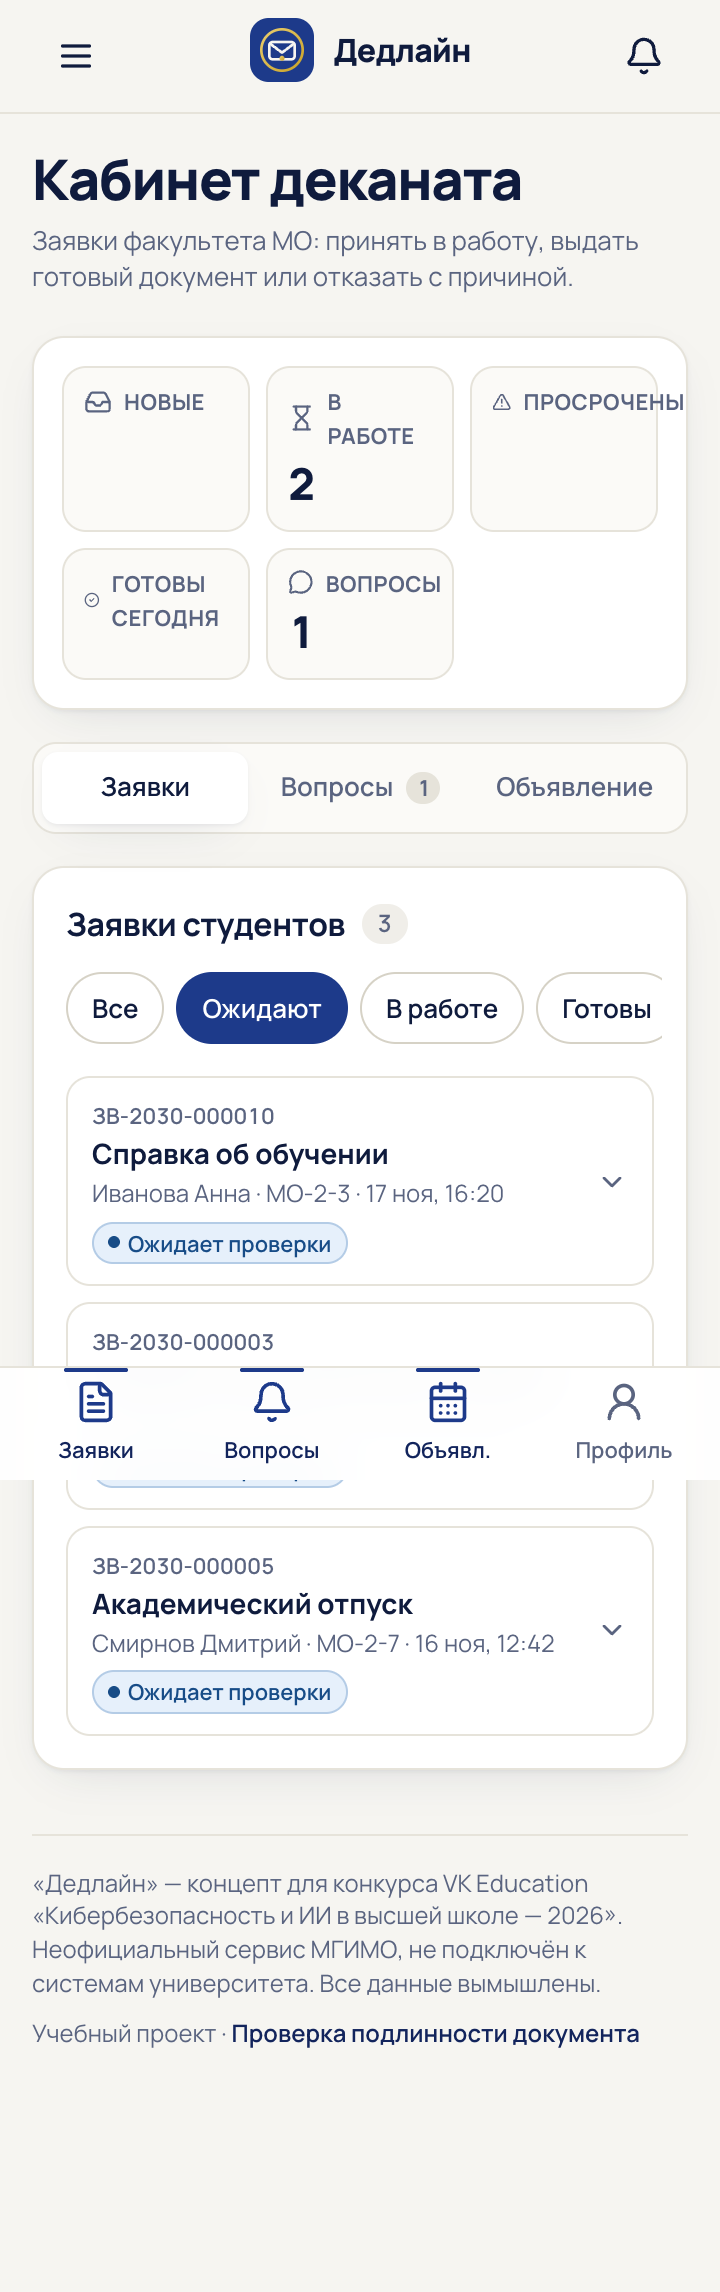 Дедлайн
Кабинет деканата
Заявки факультета МО: принять в работу, выдать
готовый документ или отказать с причиной.
НОВЫЕ
В
РАБОТЕ
2
ПРОСРОЧЕНЫ
ГОТОВЫ
СЕГОДНЯ
ВОПРОСЫ
1
Заявки
Вопросы 1
Объявление
Заявки студентов 3
Все
Ожидают
В работе
Готовы
ЗВ-2030-000010
Справка об обучении
Иванова Анна · МО-2-3 · 17 ноя, 16:20
Ожидает проверки
ЗВ-2030-000003
Заявки
Вопросы
Объявл.
Профиль
ЗВ-2030-000005
Академический отпуск
Смирнов Дмитрий · МО-2-7 · 16 ноя, 12:42
Ожидает проверки
«Дедлайн» — концепт для конкурса VK Education
«Кибербезопасность и ИИ в высшей школе — 2026».
Неофициальный сервис МГИМО, не подключён к
системам университета. Все данные вымышлены.
Учебный проект · Проверка подлинности документа